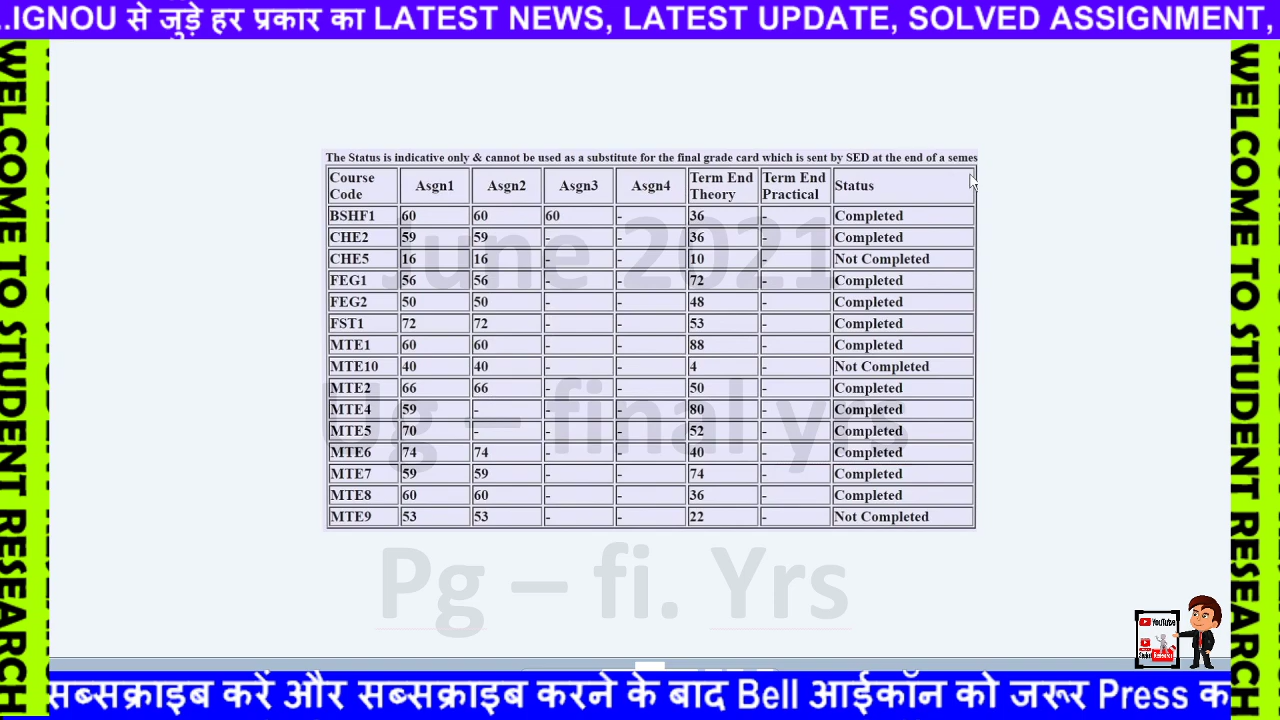 ..IGNOU से जुड़े हर प्रकार का LATEST NEWS, LATEST UPDATE, SOLVED ASSIGNMENT,
WELCOME TO STUDENT RESEARCH
WELCOME TO STUDENT RESEARCH
The Status is indicative only & cannot be used as a substitute for the final grade card which is sent by SED at the end of a semes
Course Code Asgn1 Asgn2 Asgn3 Asgn4 Term End Theory Term End Practical Status
BSHF1 60 60 60 - 36 - Completed
CHE2 59 59 - - 36 - Completed
CHE5 16 16 - - 10 - Not Completed
FEG1 56 56 - - 72 - Completed
FEG2 50 50 - - 48 - Completed
FST1 72 72 - - 53 - Completed
MTE1 60 60 - - 88 - Completed
MTE10 40 40 - - 4 - Not Completed
MTE2 66 66 - - 50 - Completed
MTE4 59 - - - 80 - Completed
MTE5 70 - - - 52 - Completed
MTE6 74 74 - - 40 - Completed
MTE7 59 59 - - 74 - Completed
MTE8 60 60 - - 36 - Completed
MTE9 53 53 - - 22 - Not Completed
June 2021
Ug – final yrs
Pg – fi. Yrs
YouTube
सब्सक्राइब करें और सब्सक्राइब करने के बाद Bell आईकॉन को जरूर Press क